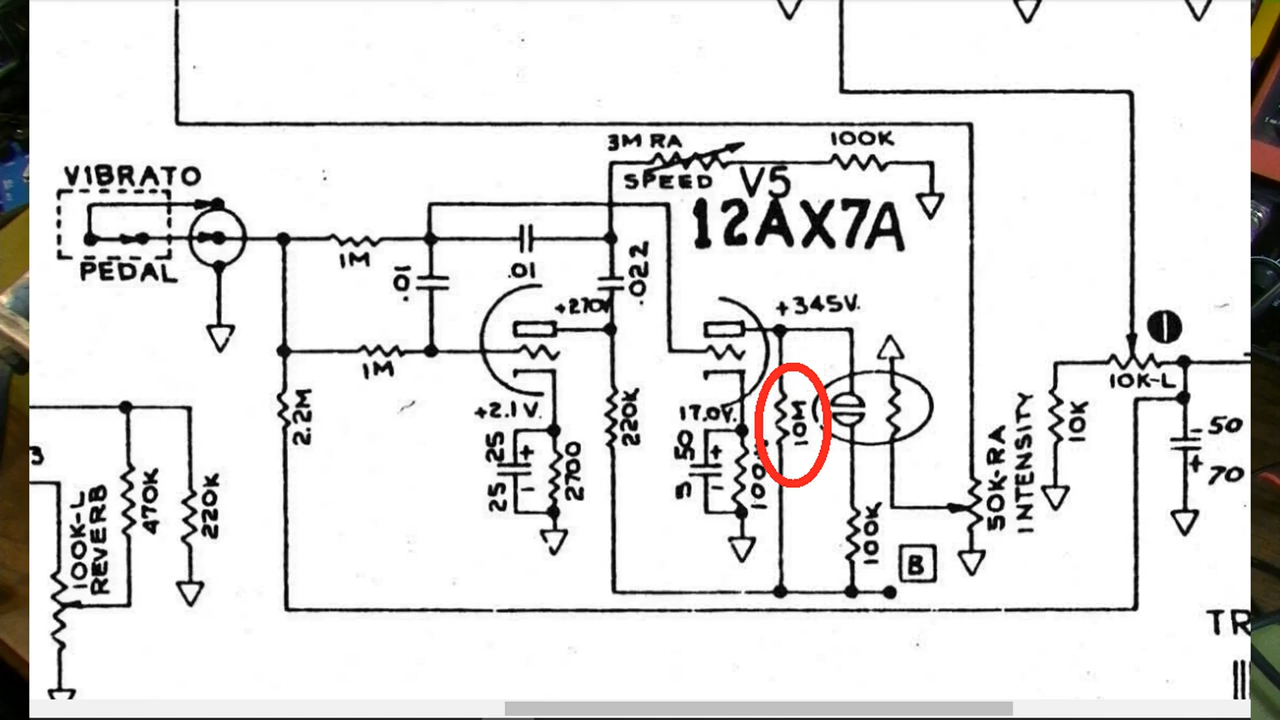 3M RA
100K
SPEED
V5
12AX7A
VIBRATO
PEDAL
1M
.01
.01
.022
+270V
+345V.
1M
1
10K-L
2.2M
+2.1V.
220K
17.0V.
10M
10K
50
70
+
25 25
+
-
2700
5 50
+
-
50K-RA
INTENSITY
3
100K-L
REVERB
470K
220K
100K
B
TR